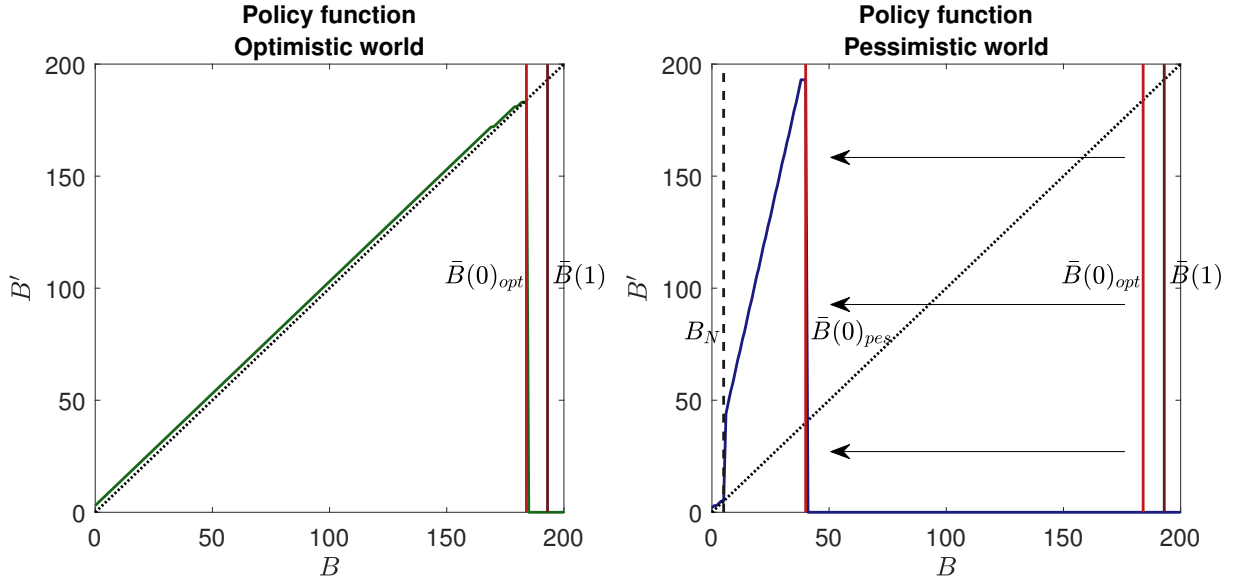 Policy function
Optimistic world
200
150
100
50
0
B′
B̄(0)opt
B̄(1)
0 50 100 150 200
B
Policy function
Pessimistic world
200
150
100
50
0
B′
B_N
B̄(0)pes
B̄(0)opt
B̄(1)
0 50 100 150 200
B